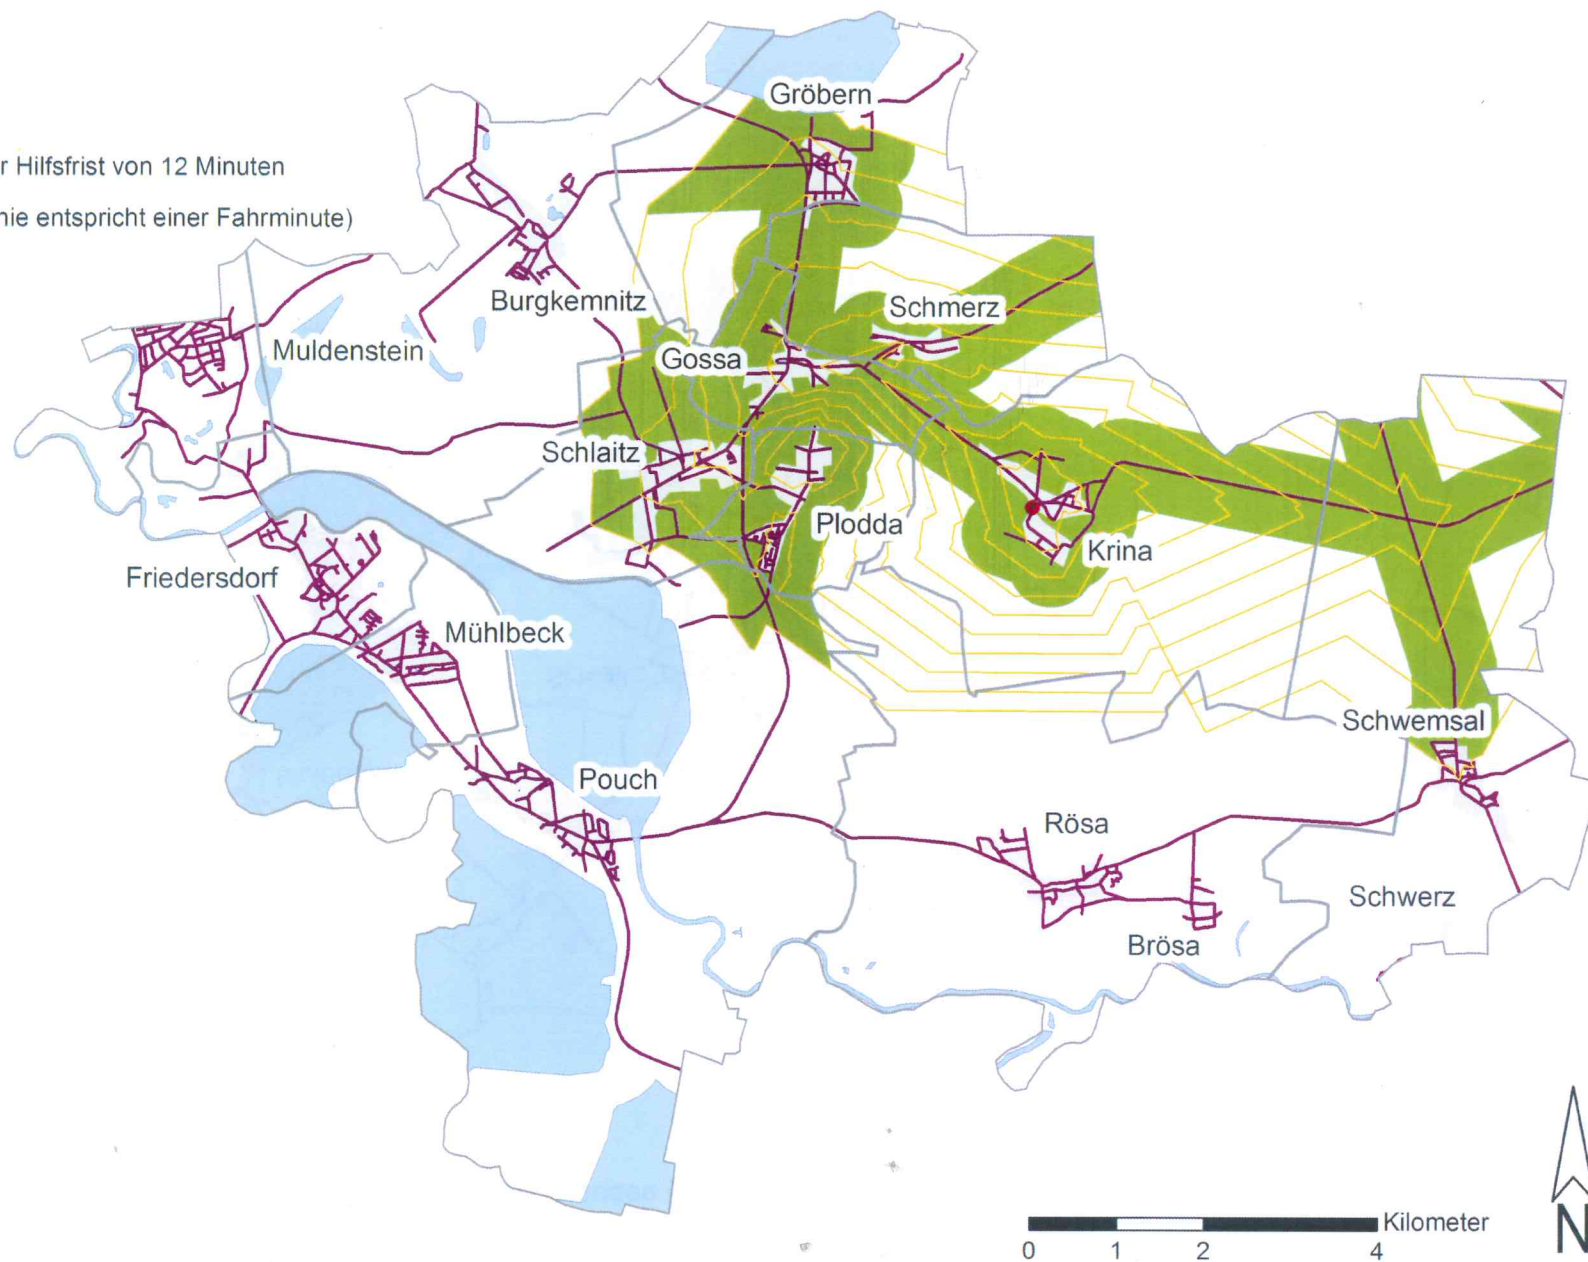 Gröbern
r Hilfsfrist von 12 Minuten
nie entspricht einer Fahrminute)
Burgkemnitz
Schmerz
Muldenstein
Gossa
Schlaitz
Plodda
Krina
Friedersdorf
Mühlbeck
Schwemsal
Pouch
Rösa
Schwerz
Brösa
Kilometer
0 1 2 4
N